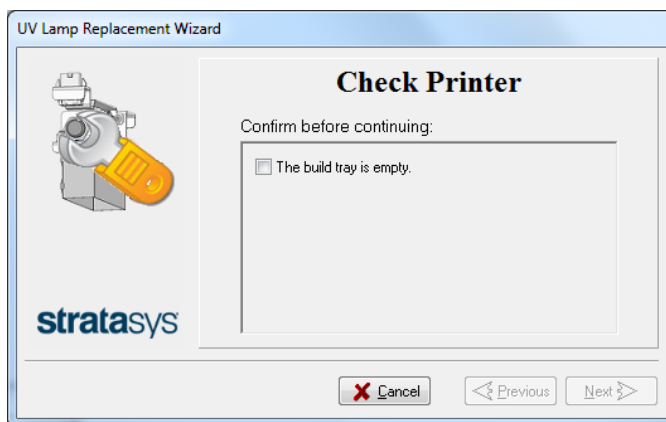 UV Lamp Replacement Wizard
Check Printer
Confirm before continuing:
The build tray is empty.
stratasys
Cancel
Previous
Next